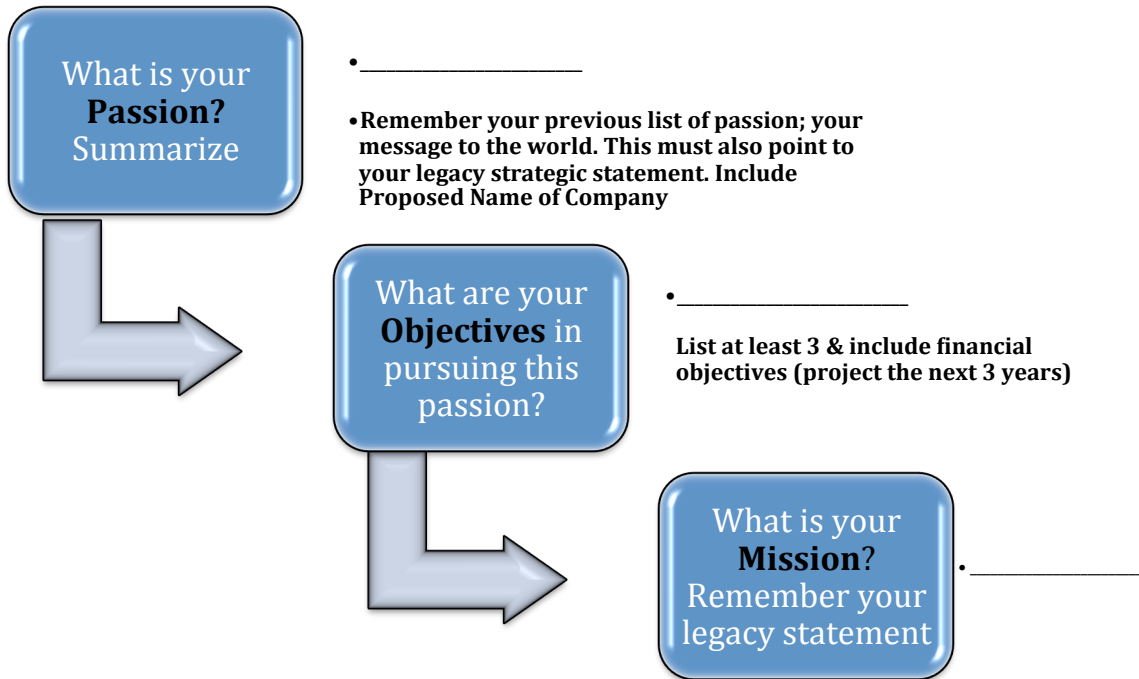 What is your
Passion?
Summarize
•____________________
•Remember your previous list of passion; your
message to the world. This must also point to
your legacy strategic statement. Include
Proposed Name of Company
What are your
Objectives in
pursuing this
passion?
•____________________
List at least 3 & include financial
objectives (project the next 3 years)
What is your
Mission?
Remember your
legacy statement
•____________________